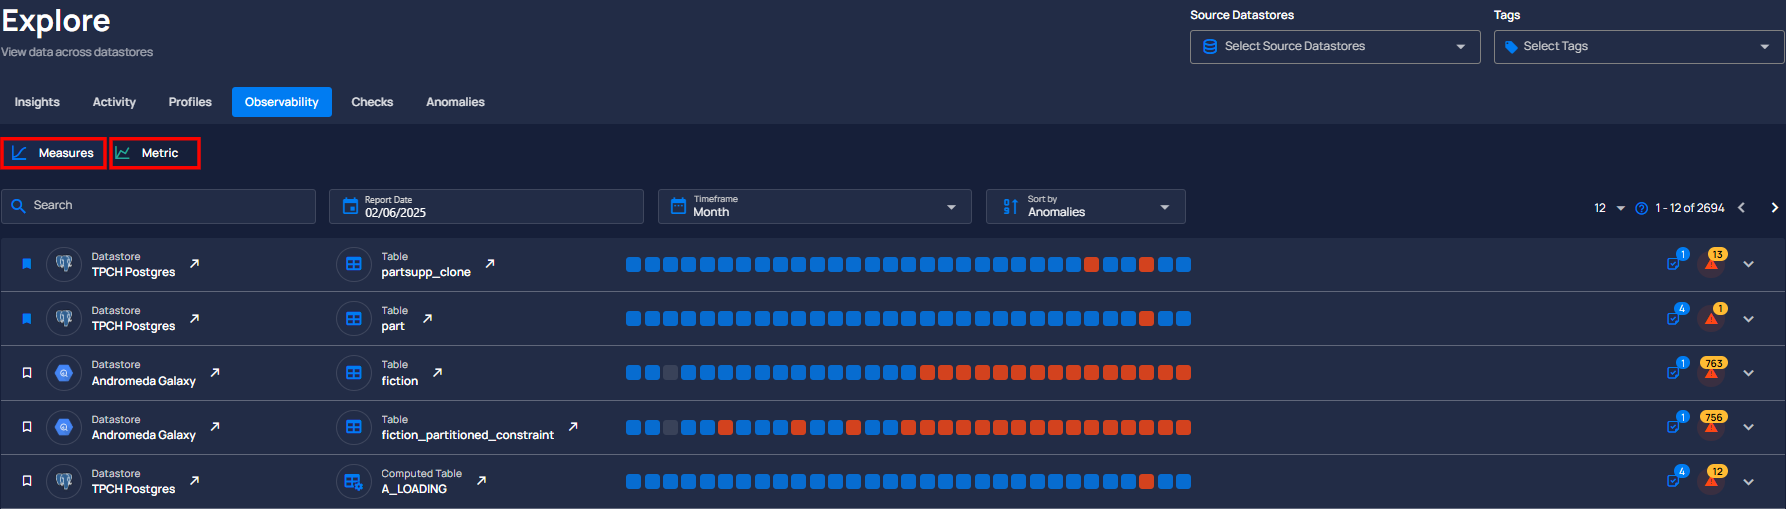 Explore
View data across datastores
Source Datastores
Select Source Datastores
Tags
Select Tags
Insights Activity Profiles Observability Checks Anomalies
Measures Metric
Search
Report Date
02/06/2025
Timeframe
Month
Sort by
Anomalies
12 1 - 12 of 2694
Datastore
TPCH Postgres
Table
partsupp_clone
1 13
Datastore
TPCH Postgres
Table
part
4 1
Datastore
Andromeda Galaxy
Table
fiction
1 763
Datastore
Andromeda Galaxy
Table
fiction_partitioned_constraint
1 756
Datastore
TPCH Postgres
Computed Table
A_LOADING
4 12